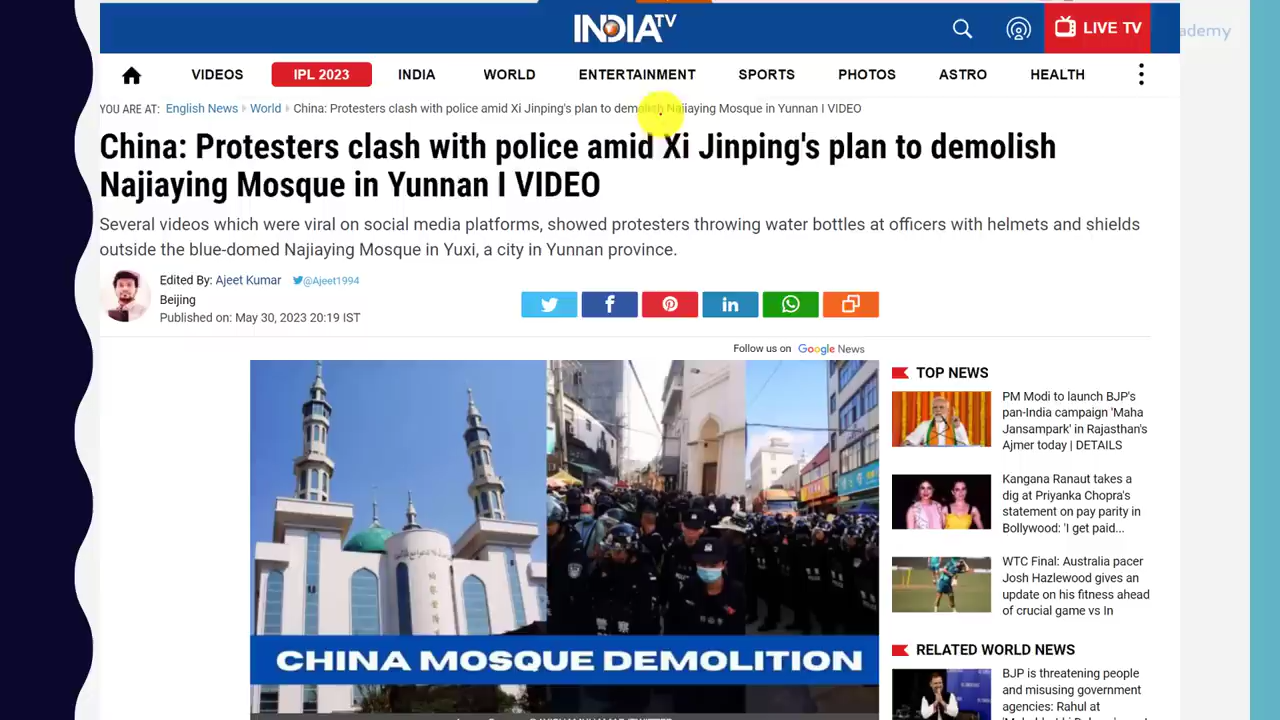 INDIA TV
LIVE TV
ademy
VIDEOS
IPL 2023
INDIA
WORLD
ENTERTAINMENT
SPORTS
PHOTOS
ASTRO
HEALTH
YOU ARE AT: English News World China: Protesters clash with police amid Xi Jinping's plan to demolish Najiaying Mosque in Yunnan I VIDEO
China: Protesters clash with police amid Xi Jinping's plan to demolish
Najiaying Mosque in Yunnan I VIDEO
Several videos which were viral on social media platforms, showed protesters throwing water bottles at officers with helmets and shields
outside the blue-domed Najiaying Mosque in Yuxi, a city in Yunnan province.
Edited By: Ajeet Kumar @Ajeet1994
Beijing
Published on: May 30, 2023 20:19 IST
Follow us on Google News
CHINA MOSQUE DEMOLITION
TOP NEWS
PM Modi to launch BJP's
pan-India campaign 'Maha
Jansampark' in Rajasthan's
Ajmer today | DETAILS
Kangana Ranaut takes a
dig at Priyanka Chopra's
statement on pay parity in
Bollywood: 'I get paid...
WTC Final: Australia pacer
Josh Hazlewood gives an
update on his fitness ahead
of crucial game vs In
RELATED WORLD NEWS
BJP is threatening people
and misusing government
agencies: Rahul at